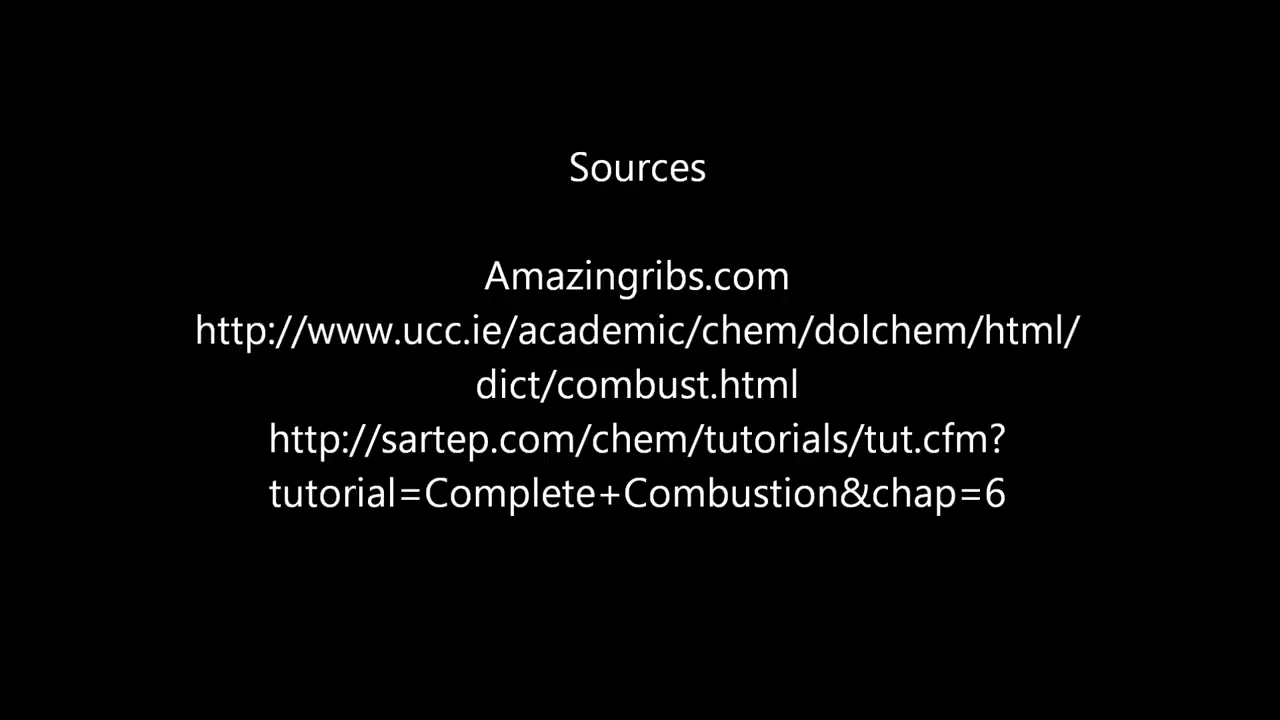 Sources
Amazingribs.com
http://www.ucc.ie/academic/chem/dolchem/html/
dict/combust.html
http://sartep.com/chem/tutorials/tut.cfm?
tutorial=Complete+Combustion&chap=6